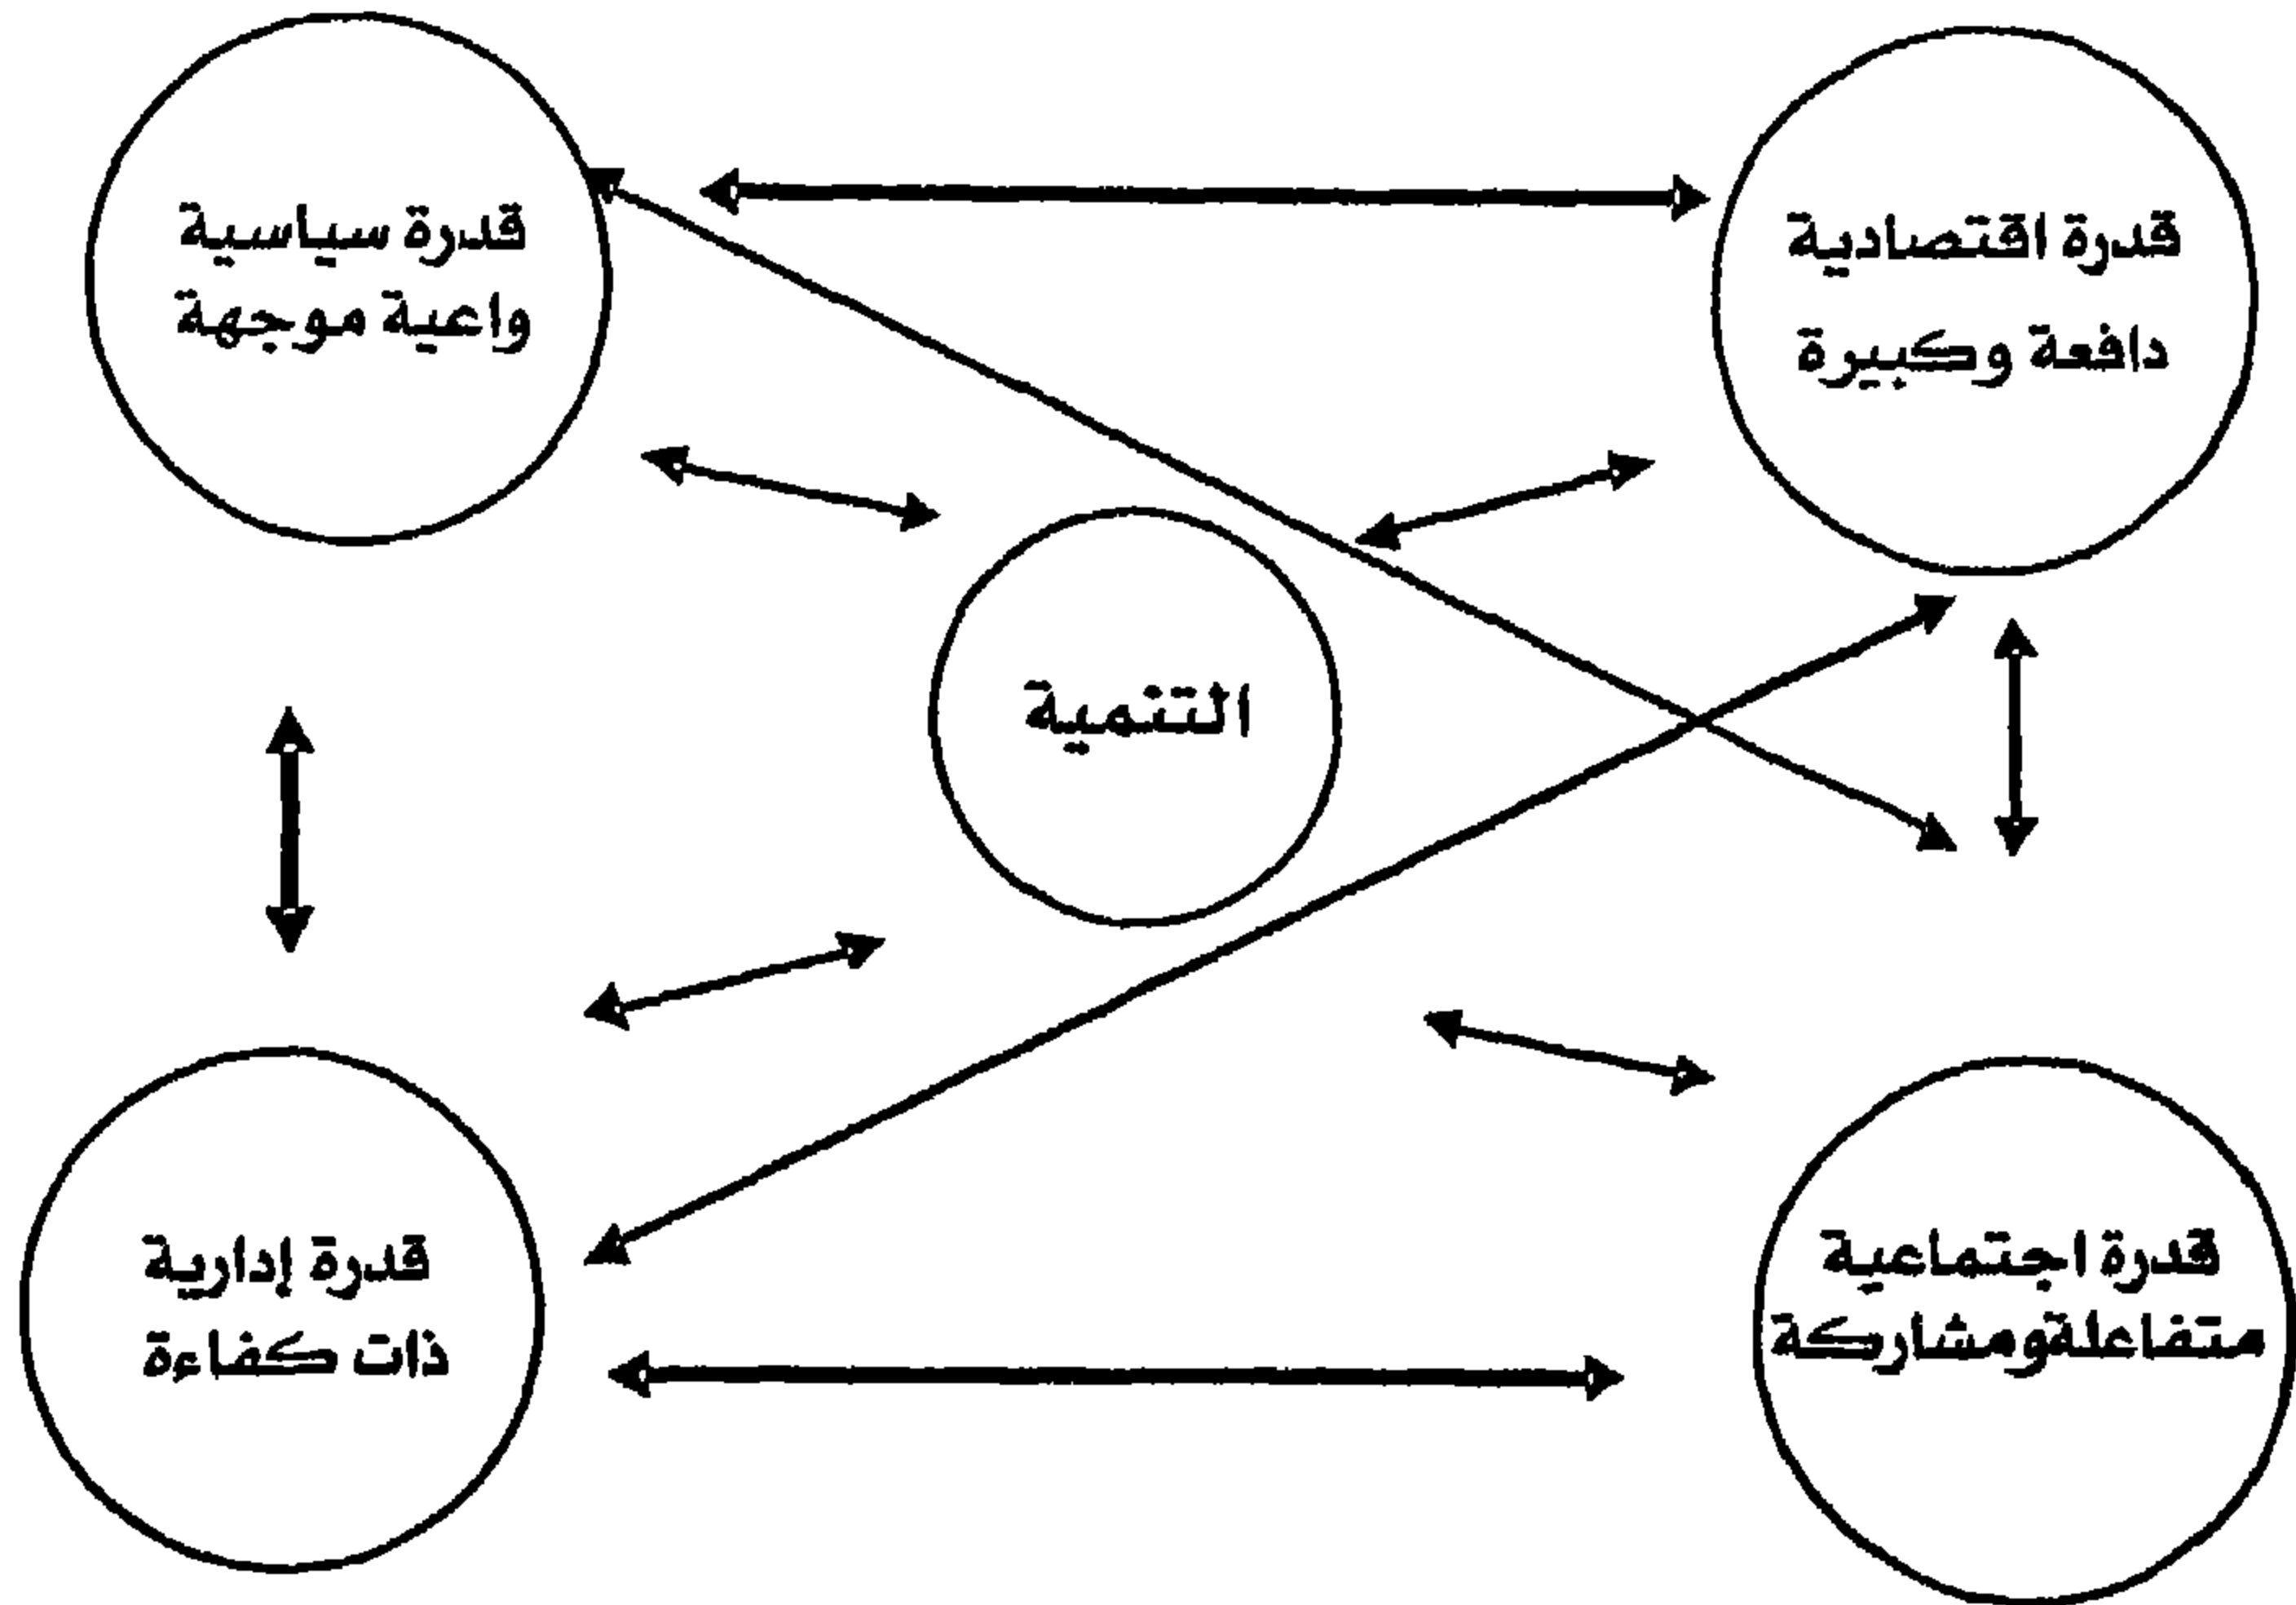 قدرة اقتصادية
دافعة وكبيرة
قدرة سياسية
واعية موجهة
التنمية
قدرة اجتماعية
متفاعلةومشاركة
قدرة إدارية
ذات كفاءة